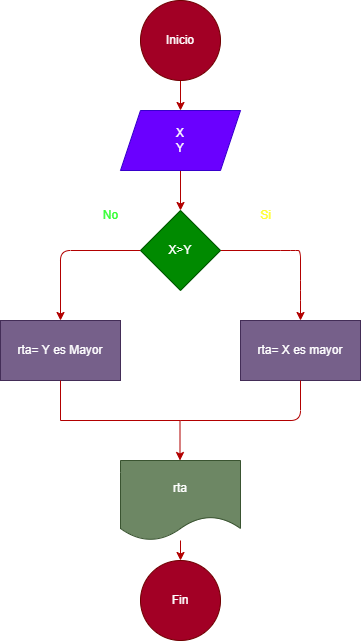 Inicio
X
Y
No
Si
X>Y
rta= Y es Mayor
rta= X es mayor
rta
Fin